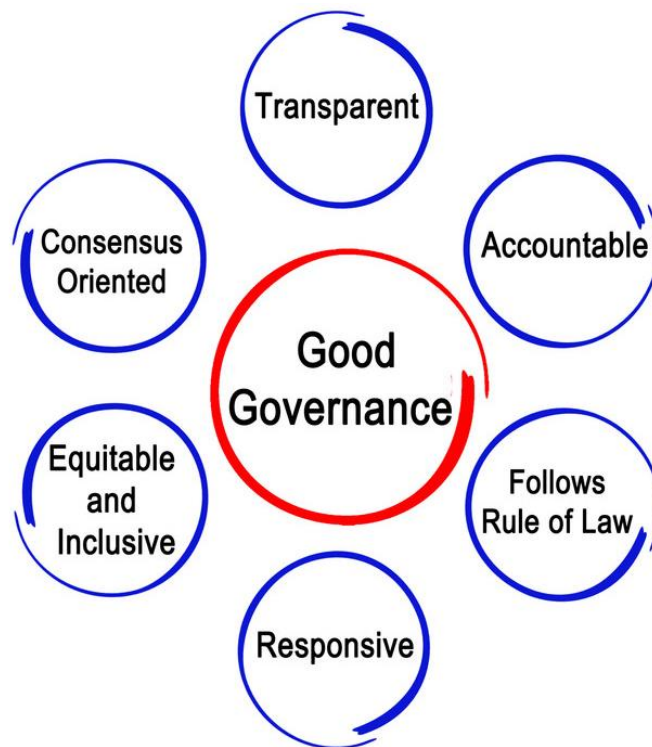 Transparent
Consensus
Oriented
Accountable
Good
Governance
Equitable
and
Inclusive
Follows
Rule of Law
Responsive